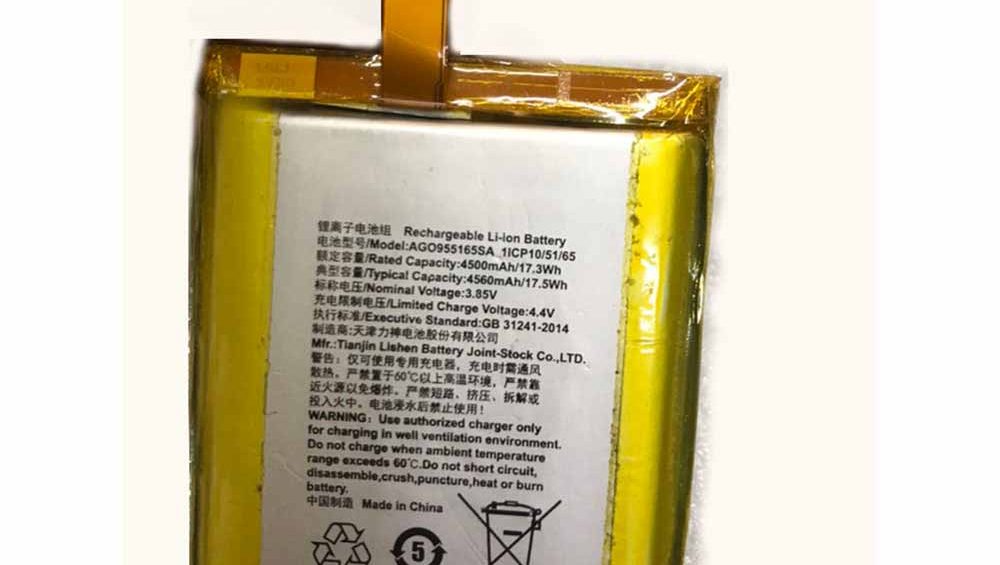 锂离子电池组 Rechargeable Li-ion Battery
电池型号/Model:AGO955165SA 1ICP10/51/65
额定容量/Rated Capacity:4500mAh/17.3Wh
典型容量/Typical Capacity:4560mAh/17.5Wh
标称电压/Nominal Voltage:3.85V
充电限制电压/Limited Charge Voltage:4.4V
执行标准/Executive Standard:GB 31241-2014
制造商:天津力神电池股份有限公司
Mfr.:Tianjin Lishen Battery Joint-Stock Co.,LTD.
警告:仅可使用专用充电器，充电时需通风
散热。严禁置于60℃以上高温环境，严禁靠
近火源以免爆炸。严禁短路、挤压、拆解或
投入火中。电池浸水后禁止使用！
WARNING: Use authorized charger only
for charging in well ventilation environment.
Do not charge when ambient temperature
range exceeds 60℃.Do not short circuit,
disassemble,crush,puncture,heat or burn
battery.
中国制造 Made in China
5